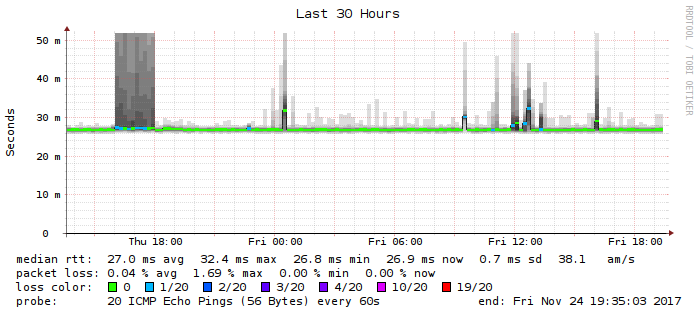 Last 30 Hours
RRDTOOL / TOBI OETIKER
Seconds
50 m
40 m
30 m
20 m
10 m
0
Thu 18:00 Fri 00:00 Fri 06:00 Fri 12:00 Fri 18:00
median rtt: 27.0 ms avg 32.4 ms max 26.8 ms min 26.9 ms now 0.7 ms sd 38.1 am/s
packet loss: 0.04 % avg 1.69 % max 0.00 % min 0.00 % now
loss color: 0 1/20 2/20 3/20 4/20 10/20 19/20
probe: 20 ICMP Echo Pings (56 Bytes) every 60s end: Fri Nov 24 19:35:03 2017